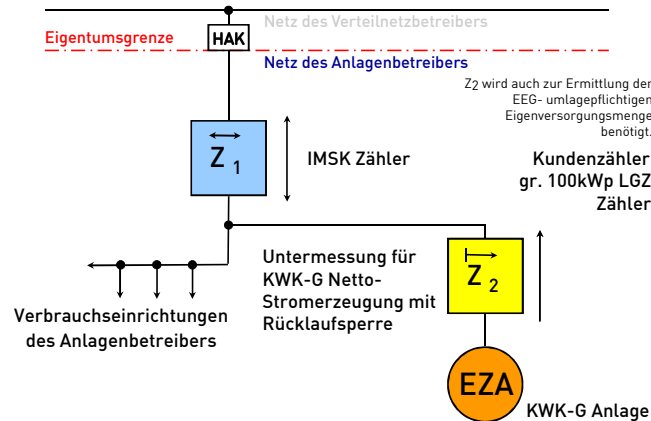 Netz des Verteilnetzbetreibers
Eigentumsgrenze
HAK
Netz des Anlagenbetreibers
Z₂ wird auch zur Ermittlung der
EEG- umlagepflichtigen
Eigenversorgungsmenge
benötigt.
Z 1
IMSK Zähler
Kundenzähler
gr. 100kWp LGZ
Zähler
Untermessung für
KWK-G Netto-
Stromerzeugung mit
Rücklaufsperre
Z 2
Verbrauchseinrichtungen
des Anlagenbetreibers
EZA
KWK-G Anlage